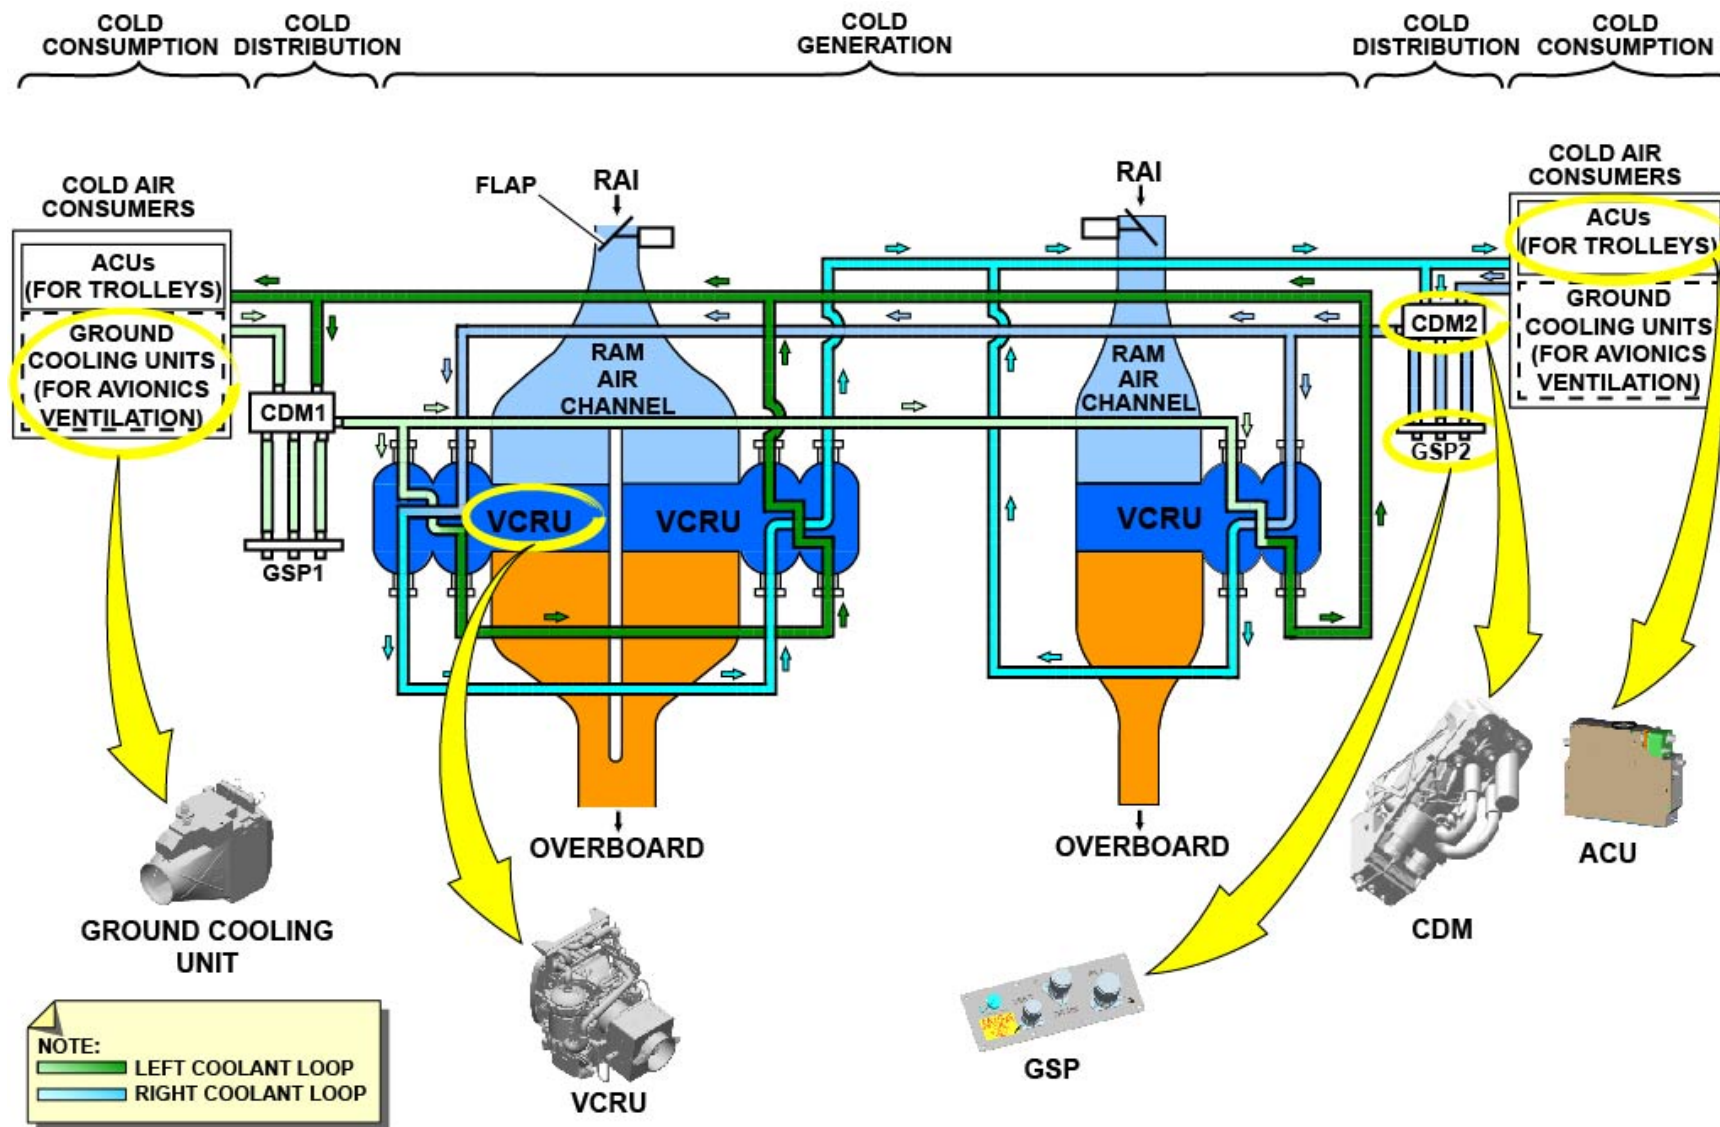 COLD
CONSUMPTION
COLD
DISTRIBUTION
COLD
GENERATION
COLD
DISTRIBUTION
COLD
CONSUMPTION
COLD AIR
CONSUMERS
FLAP
RAI
RAI
COLD AIR
CONSUMERS
ACUs
(FOR TROLLEYS)
GROUND
COOLING UNITS
(FOR AVIONICS
VENTILATION)
CDM1
GSP1
RAM
AIR
CHANNEL
RAM
AIR
CHANNEL
ACUs
(FOR TROLLEYS)
GROUND
COOLING UNITS
(FOR AVIONICS
VENTILATION)
CDM2
GSP2
VCRU
VCRU
VCRU
OVERBOARD
OVERBOARD
GROUND COOLING
UNIT
VCRU
GSP
CDM
ACU
NOTE:
LEFT COOLANT LOOP
RIGHT COOLANT LOOP